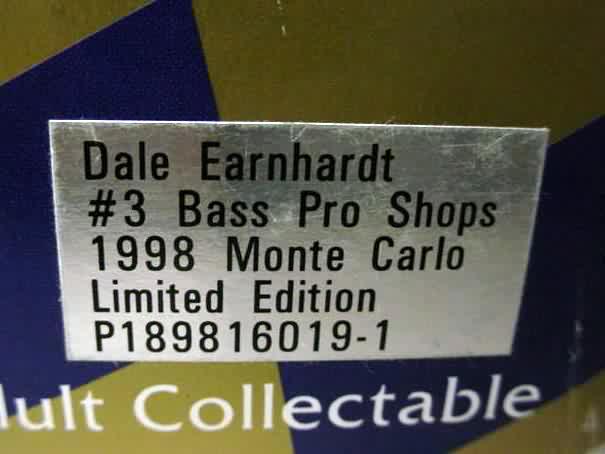 Dale Earnhardt
#3 Bass Pro Shops
1998 Monte Carlo
Limited Edition
P189816019-1
Collectable